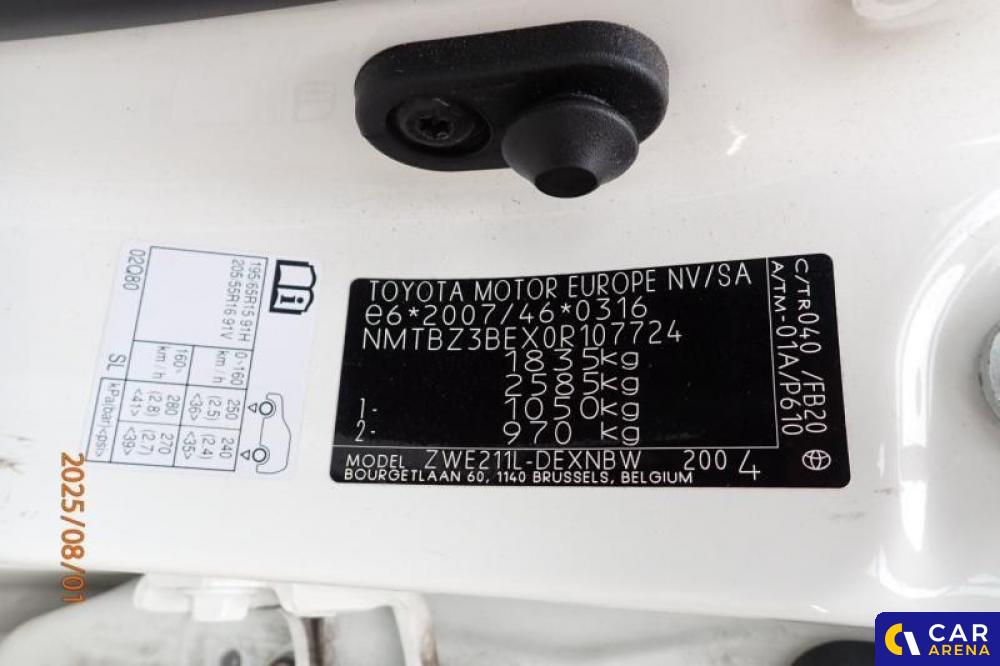 TOYOTA MOTOR EUROPE NV/SA
e6*2007/46*0316
NMTBZ3BEX0R107724
1835kg
2585kg
1- 1050kg
2- 970 kg
MODEL ZWE211L-DEXNBW 200 4
BOURGETLAAN 60, 1140 BRUSSELS, BELGIUM
C/TR:040 /FB20
A/TM-01A/P610
195/65R15 91H
205/55R16 91V
0~160 km/h
250 (2.5) <36>
240 (2.4) <35>
160~ km/h
280 (2.8) <41>
270 (2.7) <39>
SL
kPa(bar)<psi>
02Q80
i
2025/08/01
CAR
ARENA